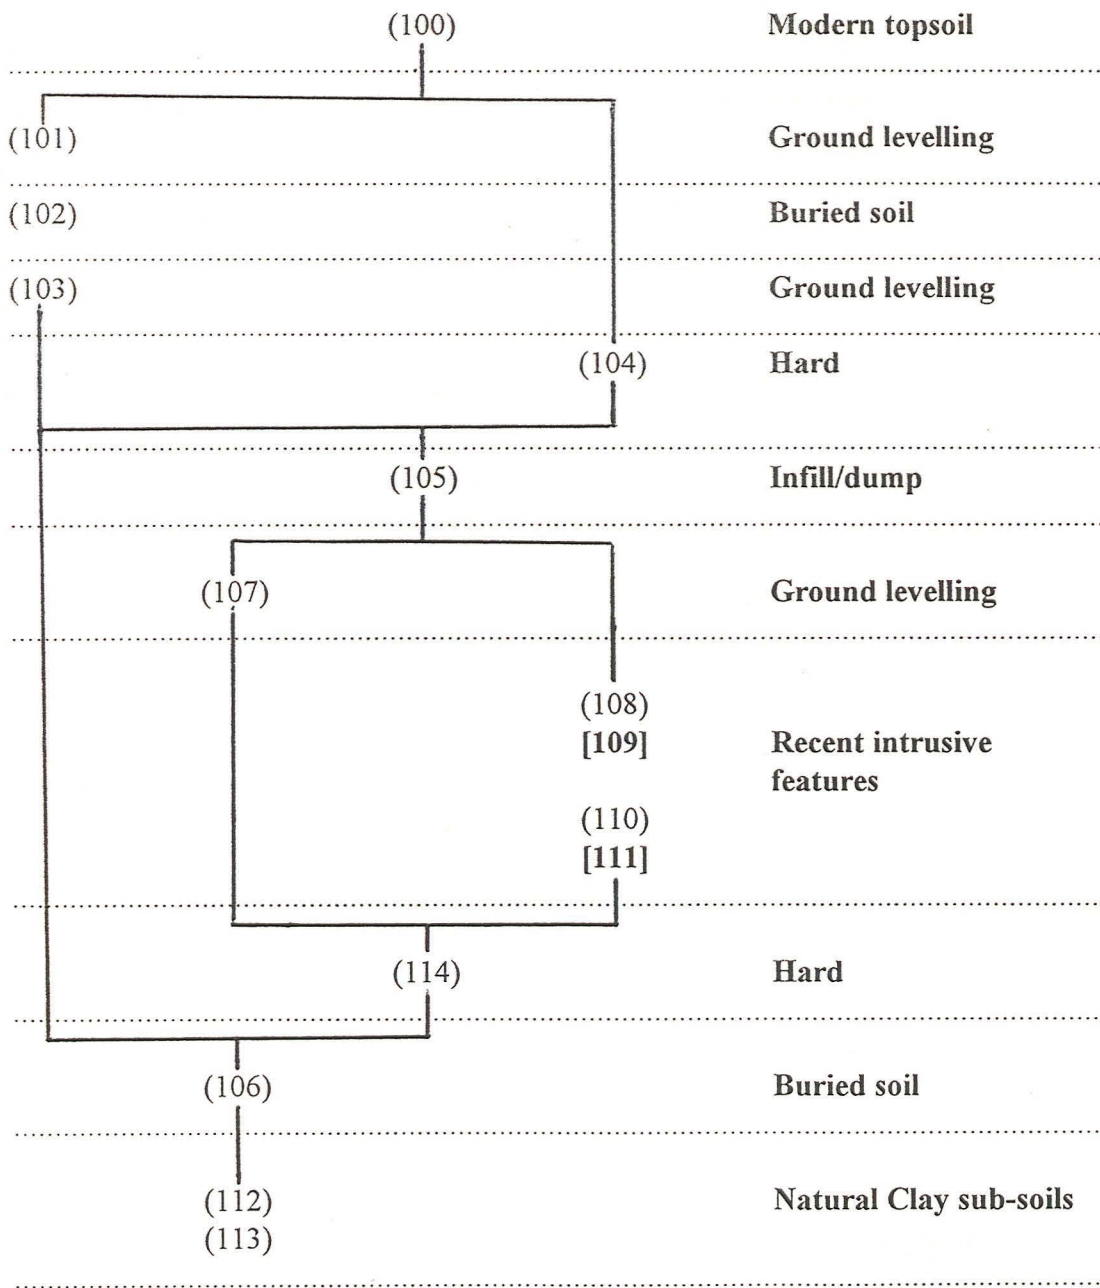 (100) Modern topsoil
(101) Ground levelling
(102) Buried soil
(103) Ground levelling
(104) Hard
(105) Infill/dump
(107) Ground levelling
(108)
[109] Recent intrusive
features
(110)
[111]
(114) Hard
(106) Buried soil
(112) Natural Clay sub-soils
(113)